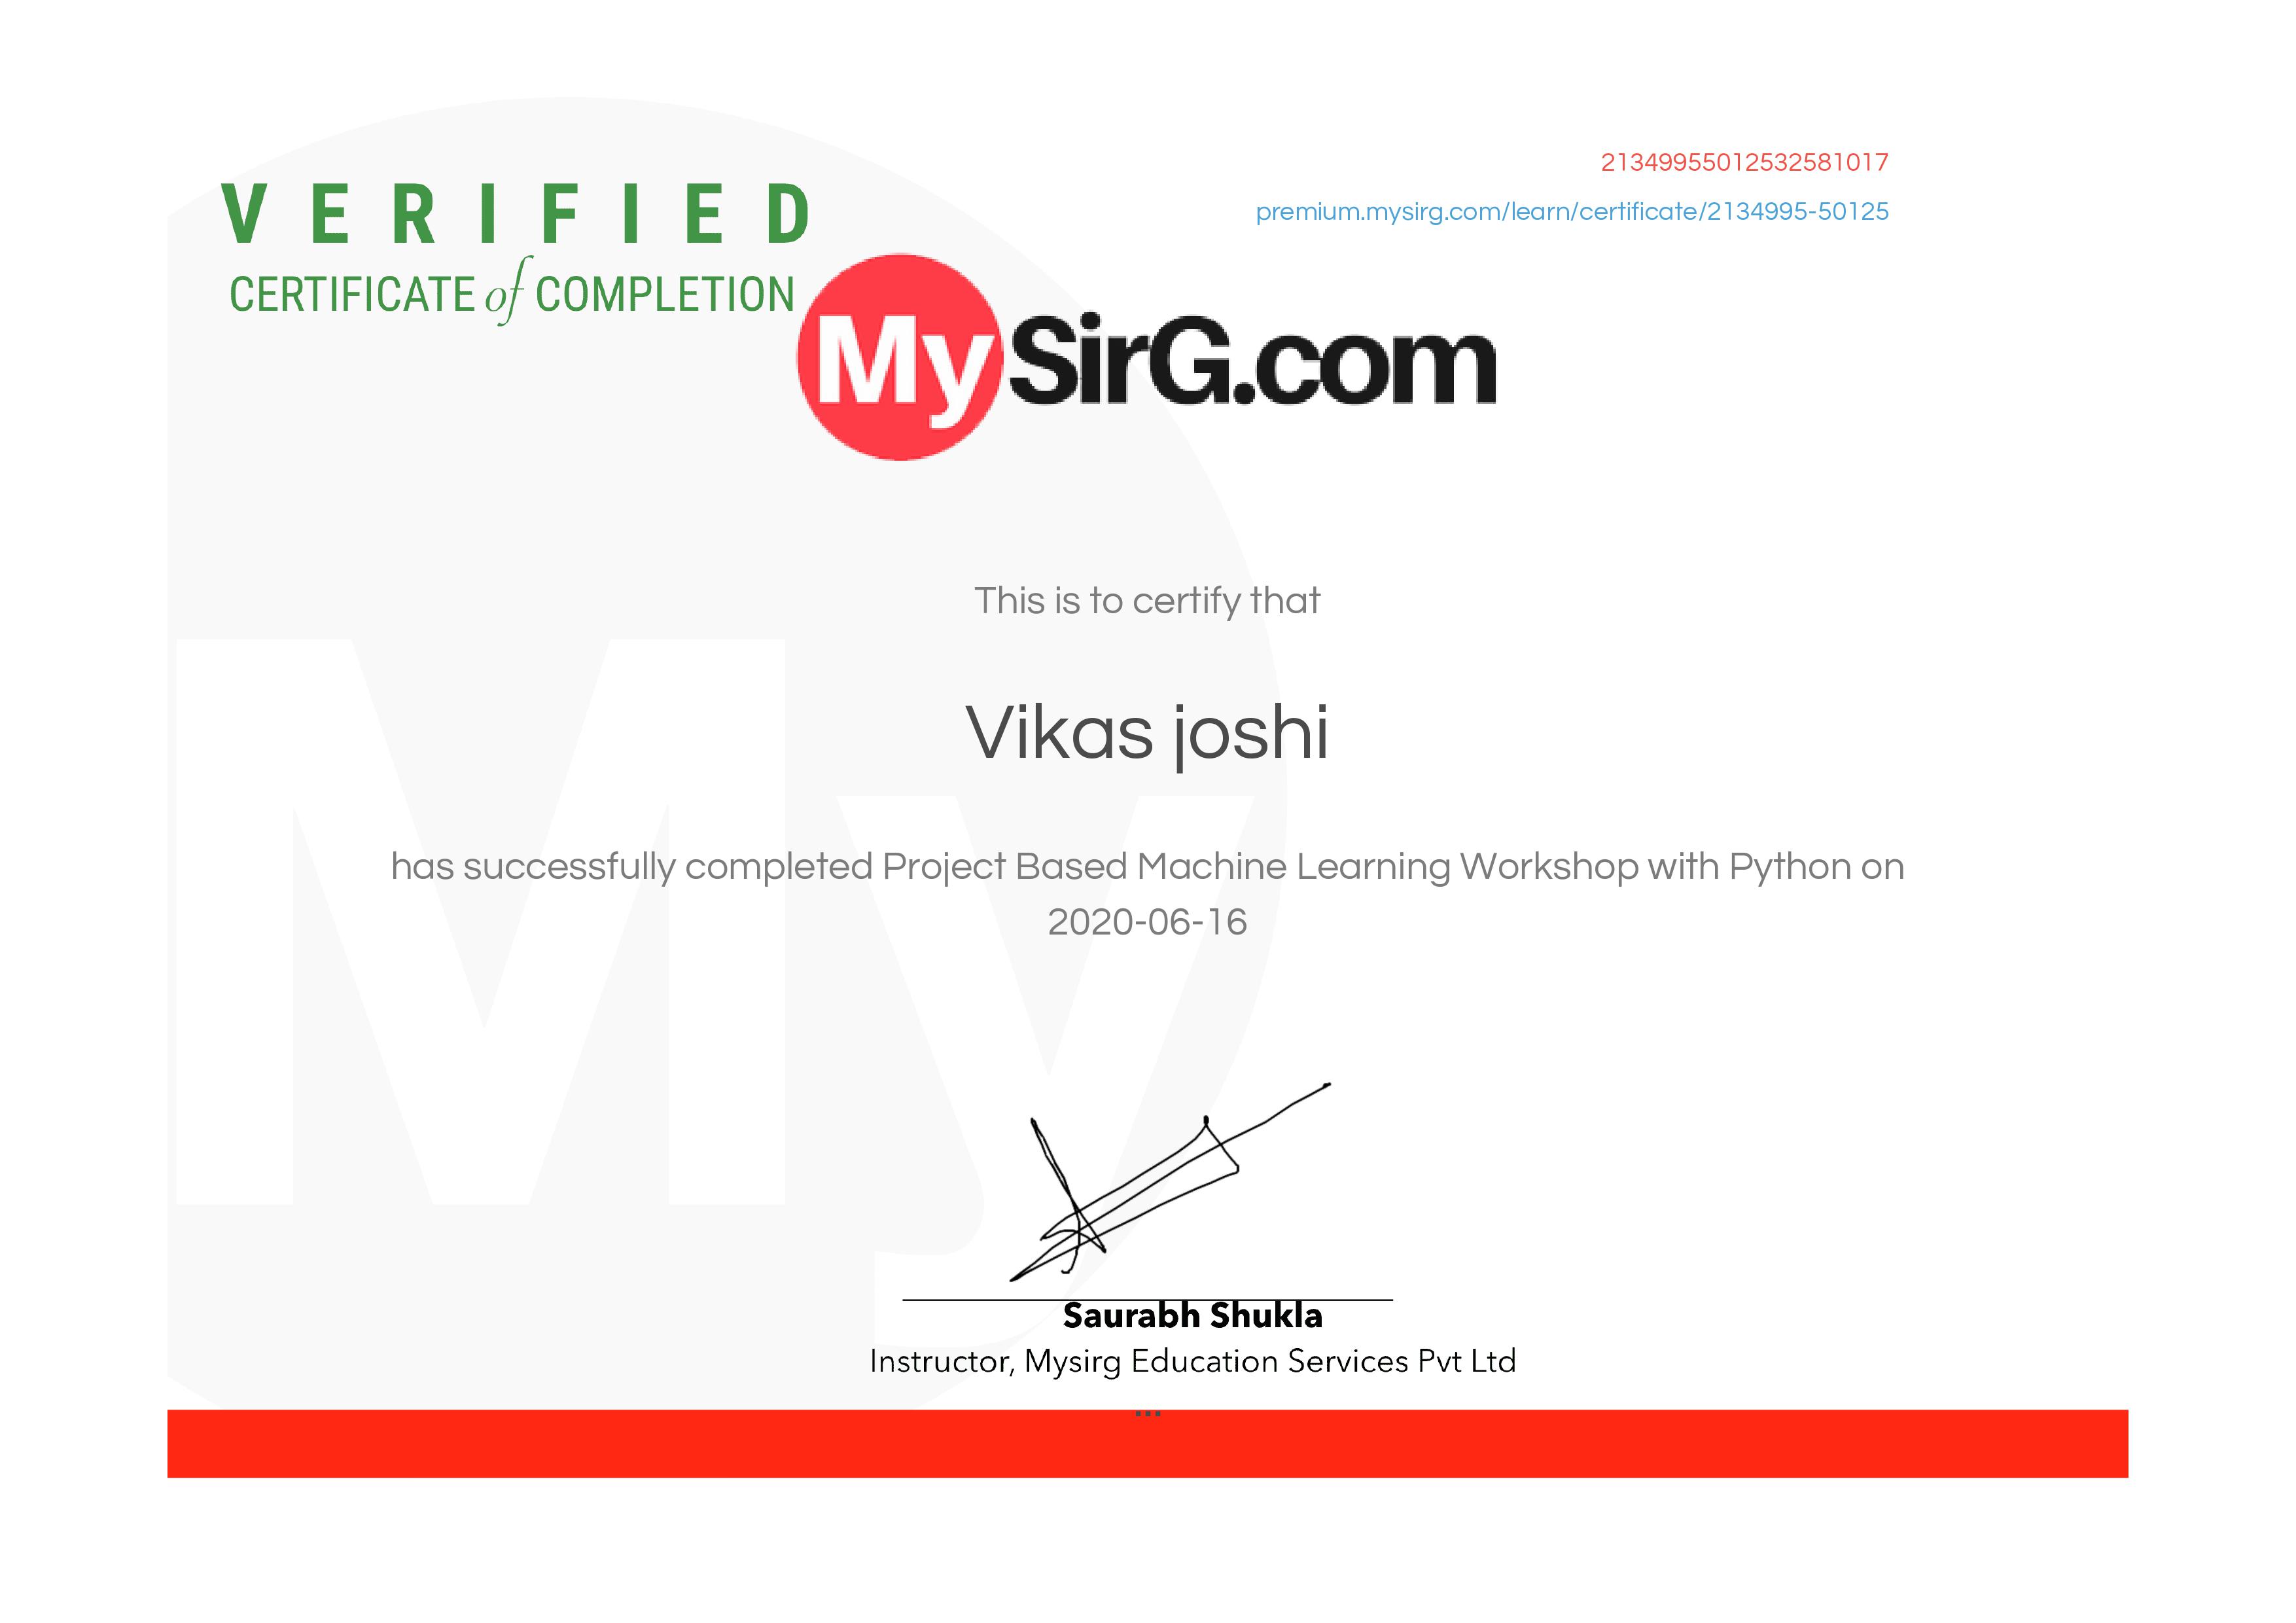 21349955012532581017
premium.mysirg.com/learn/certificate/2134995-50125
VERIFIED
CERTIFICATE of COMPLETION
MySirG.com
This is to certify that
Vikas joshi
has successfully completed Project Based Machine Learning Workshop with Python on
2020-06-16
Saurabh Shukla
Instructor, Mysirg Education Services Pvt Ltd
...
My